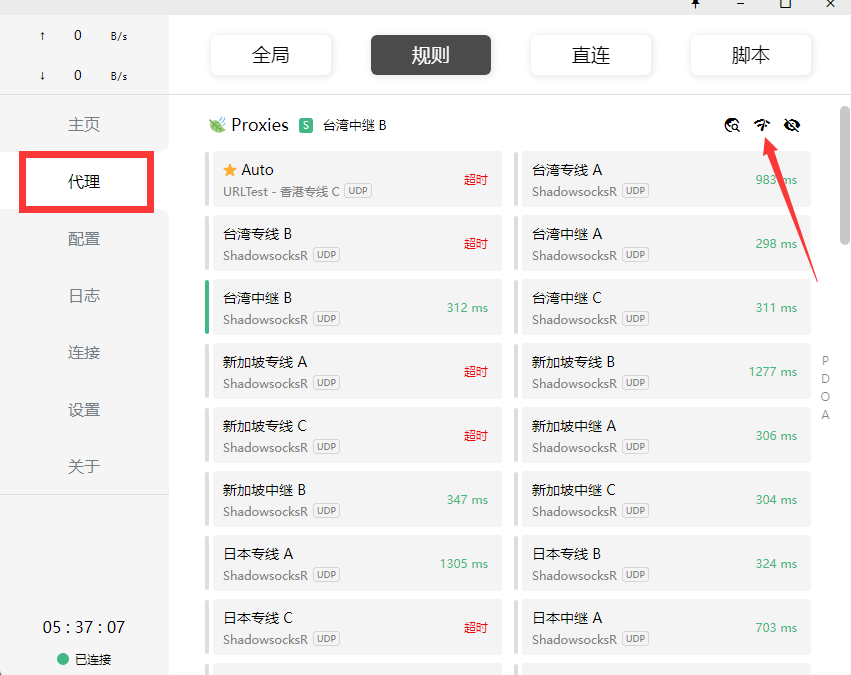 ↑ 0 B/s
↓ 0 B/s
主页
代理
配置
日志
连接
设置
关于
05 : 37 : 07
已连接
全局 规则 直连 脚本
Proxies S 台湾中继 B
Auto 超时
URLTest - 香港专线 C UDP
台湾专线 A 983 ms
ShadowsocksR UDP
台湾专线 B 超时
ShadowsocksR UDP
台湾中继 A 298 ms
ShadowsocksR UDP
台湾中继 B 312 ms
ShadowsocksR UDP
台湾中继 C 311 ms
ShadowsocksR UDP
新加坡专线 A 超时
ShadowsocksR UDP
新加坡专线 B 1277 ms
ShadowsocksR UDP
新加坡专线 C 超时
ShadowsocksR UDP
新加坡中继 A 306 ms
ShadowsocksR UDP
新加坡中继 B 347 ms
ShadowsocksR UDP
新加坡中继 C 304 ms
ShadowsocksR UDP
日本专线 A 1305 ms
ShadowsocksR UDP
日本专线 B 324 ms
ShadowsocksR UDP
日本专线 C 超时
ShadowsocksR UDP
日本中继 A 703 ms
ShadowsocksR UDP
P
D
O
A